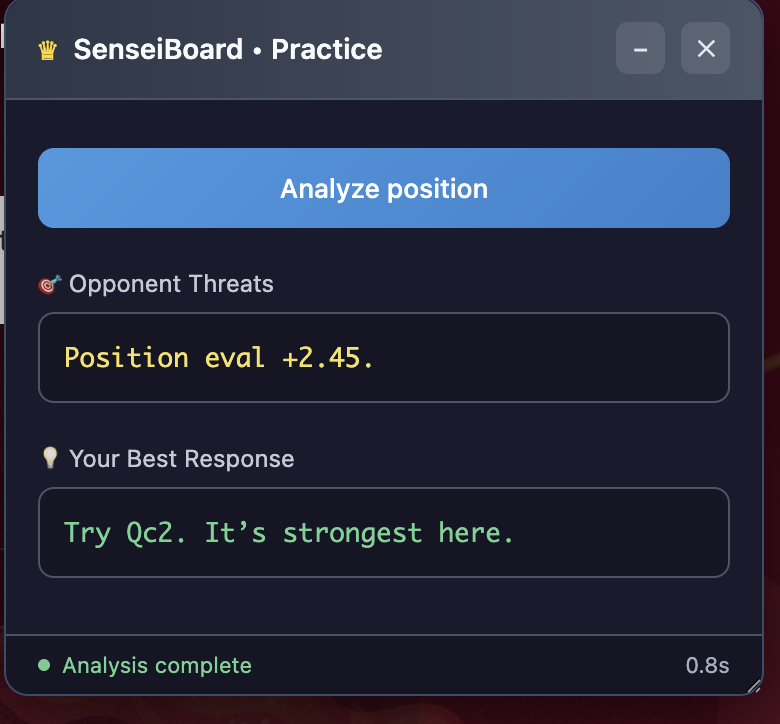 SenseiBoard • Practice
Analyze position
Opponent Threats
Position eval +2.45.
Your Best Response
Try Qc2. It’s strongest here.
Analysis complete
0.8s